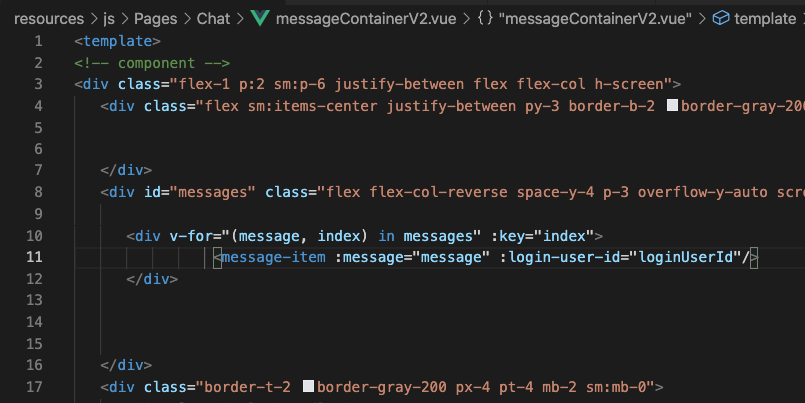 resources > js > Pages > Chat > messageContainerV2.vue > {} "messageContainerV2.vue" > template
1 <template>
2 <!-- component -->
3 <div class="flex-1 p:2 sm:p-6 justify-between flex flex-col h-screen">
4 <div class="flex sm:items-center justify-between py-3 border-b-2 border-gray-200
5
6
7 </div>
8 <div id="messages" class="flex flex-col-reverse space-y-4 p-3 overflow-y-auto scr
9
10 <div v-for="(message, index) in messages" :key="index">
11 <message-item :message="message" :login-user-id="loginUserId"/>
12 </div>
13
14
15
16 </div>
17 <div class="border-t-2 border-gray-200 px-4 pt-4 mb-2 sm:mb-0">